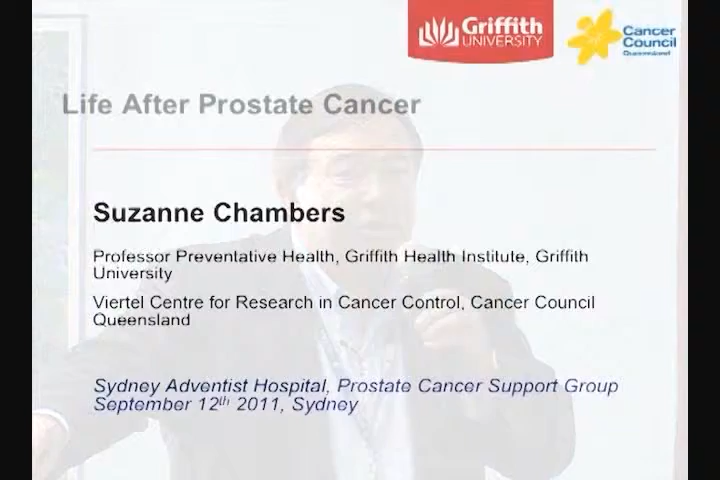 Griffith
UNIVERSITY
Cancer
Council
Queensland
Life After Prostate Cancer
Suzanne Chambers
Professor Preventative Health, Griffith Health Institute, Griffith
University
Viertel Centre for Research in Cancer Control, Cancer Council
Queensland
Sydney Adventist Hospital, Prostate Cancer Support Group
September 12th 2011, Sydney